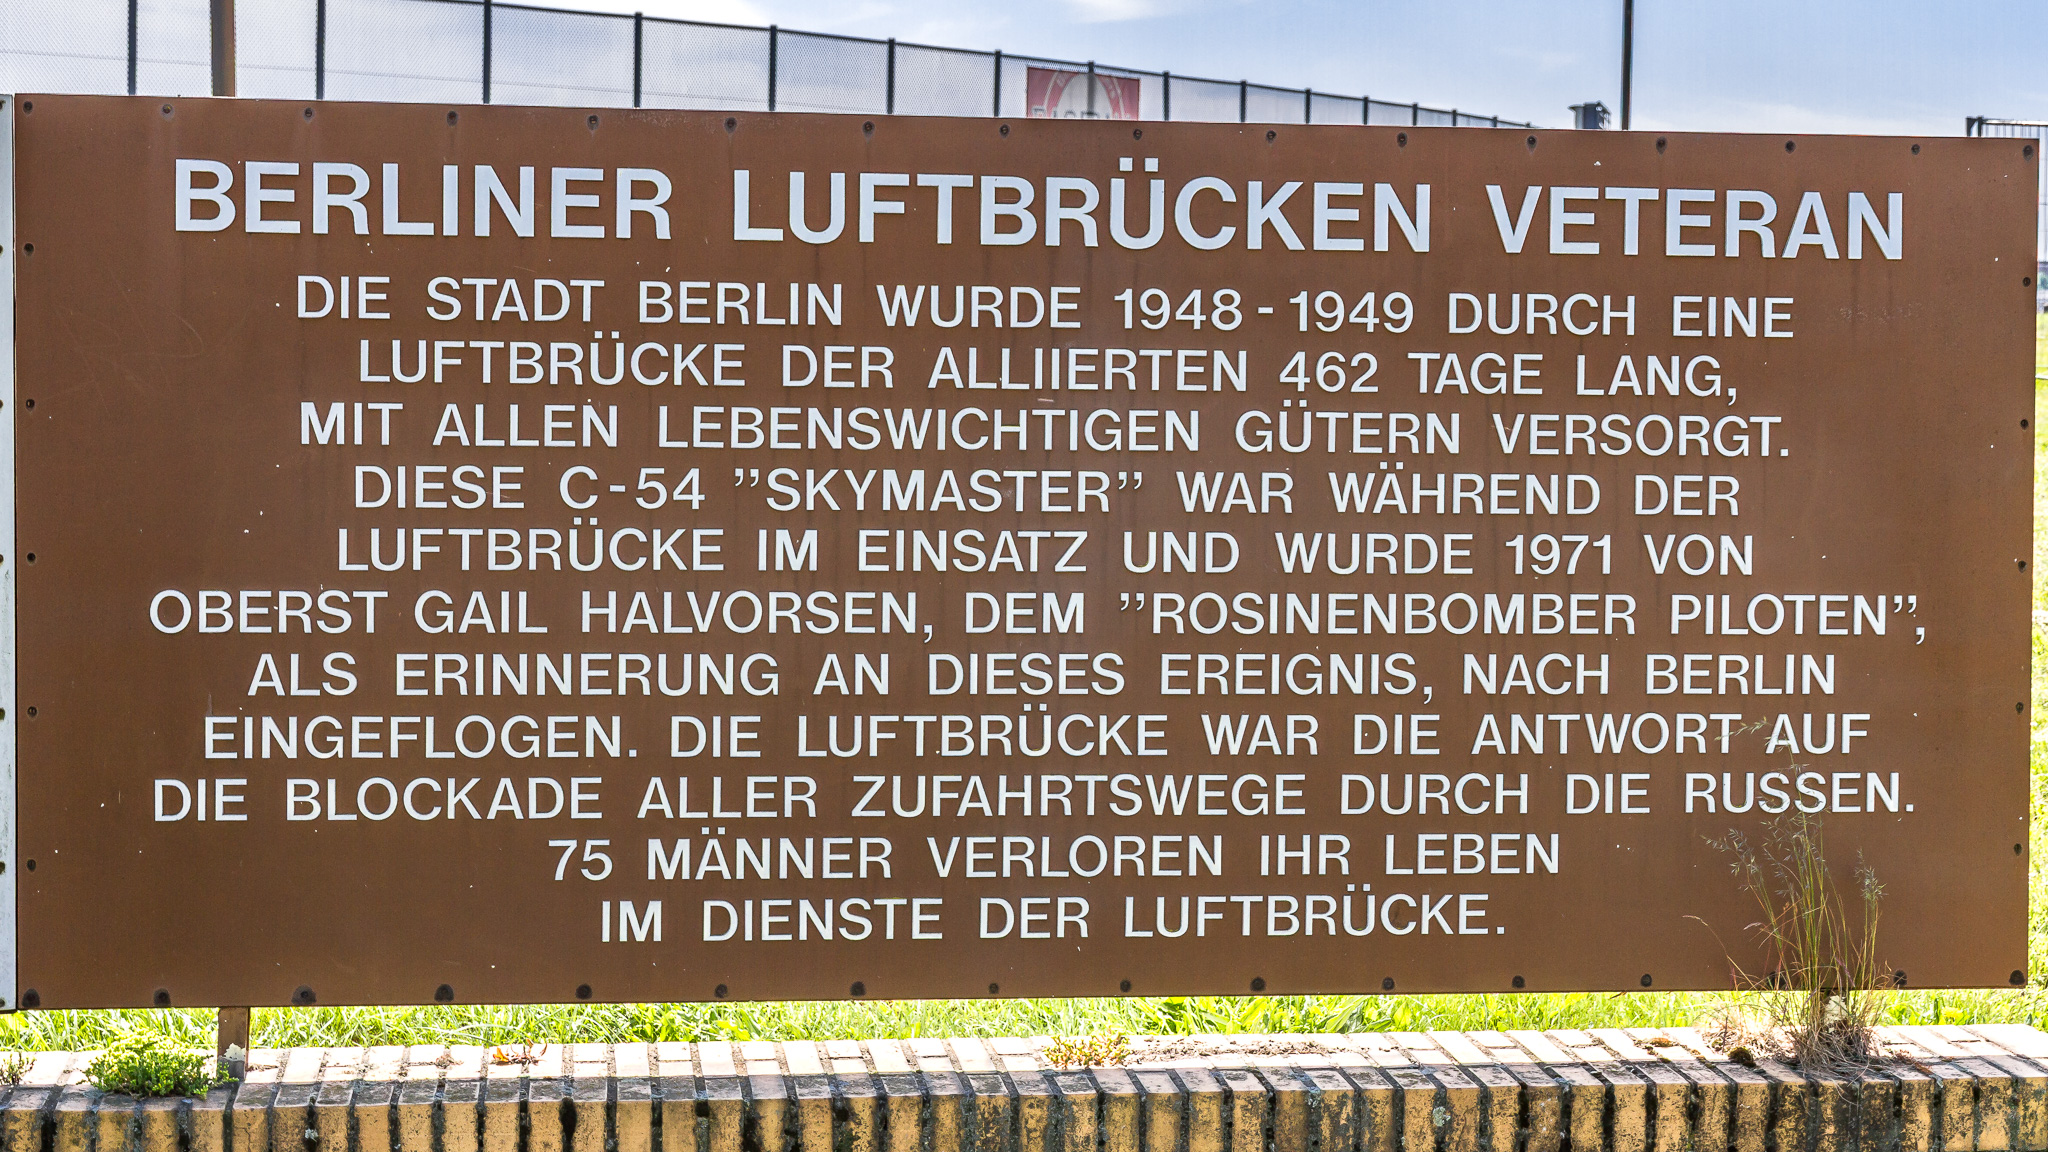 BERLINER LUFTBRÜCKEN VETERAN
DIE STADT BERLIN WURDE 1948-1949 DURCH EINE
LUFTBRÜCKE DER ALLIIERTEN 462 TAGE LANG,
MIT ALLEN LEBENSWICHTIGEN GÜTERN VERSORGT.
DIESE C-54 ”SKYMASTER” WAR WÄHREND DER
LUFTBRÜCKE IM EINSATZ UND WURDE 1971 VON
OBERST GAIL HALVORSEN, DEM ”ROSINENBOMBER PILOTEN”,
ALS ERINNERUNG AN DIESES EREIGNIS, NACH BERLIN
EINGEFLOGEN. DIE LUFTBRÜCKE WAR DIE ANTWORT AUF
DIE BLOCKADE ALLER ZUFAHRTSWEGE DURCH DIE RUSSEN.
75 MÄNNER VERLOREN IHR LEBEN
IM DIENSTE DER LUFTBRÜCKE.